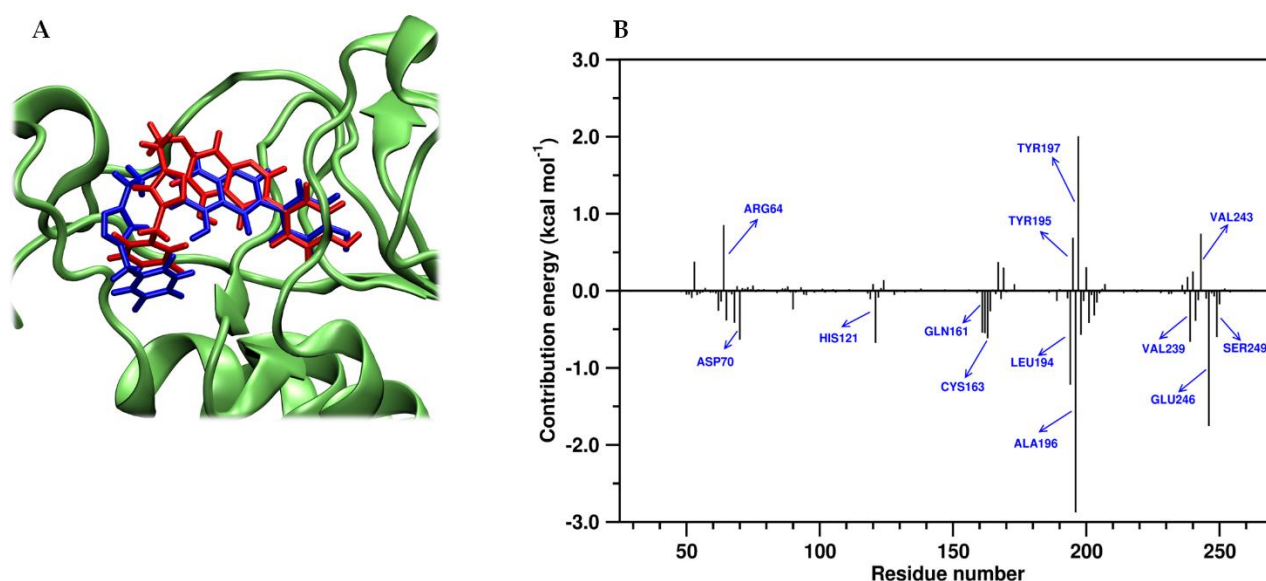 A
B
3.0
2.0
1.0
0.0
-1.0
-2.0
-3.0
Contribution energy (kcal mol⁻¹)
TYR197
ARG64
TYR195
VAL243
ASP70
HIS121
GLN161
CYS163
LEU194
ALA196
VAL239
SER249
GLU246
50 100 150 200 250
Residue number